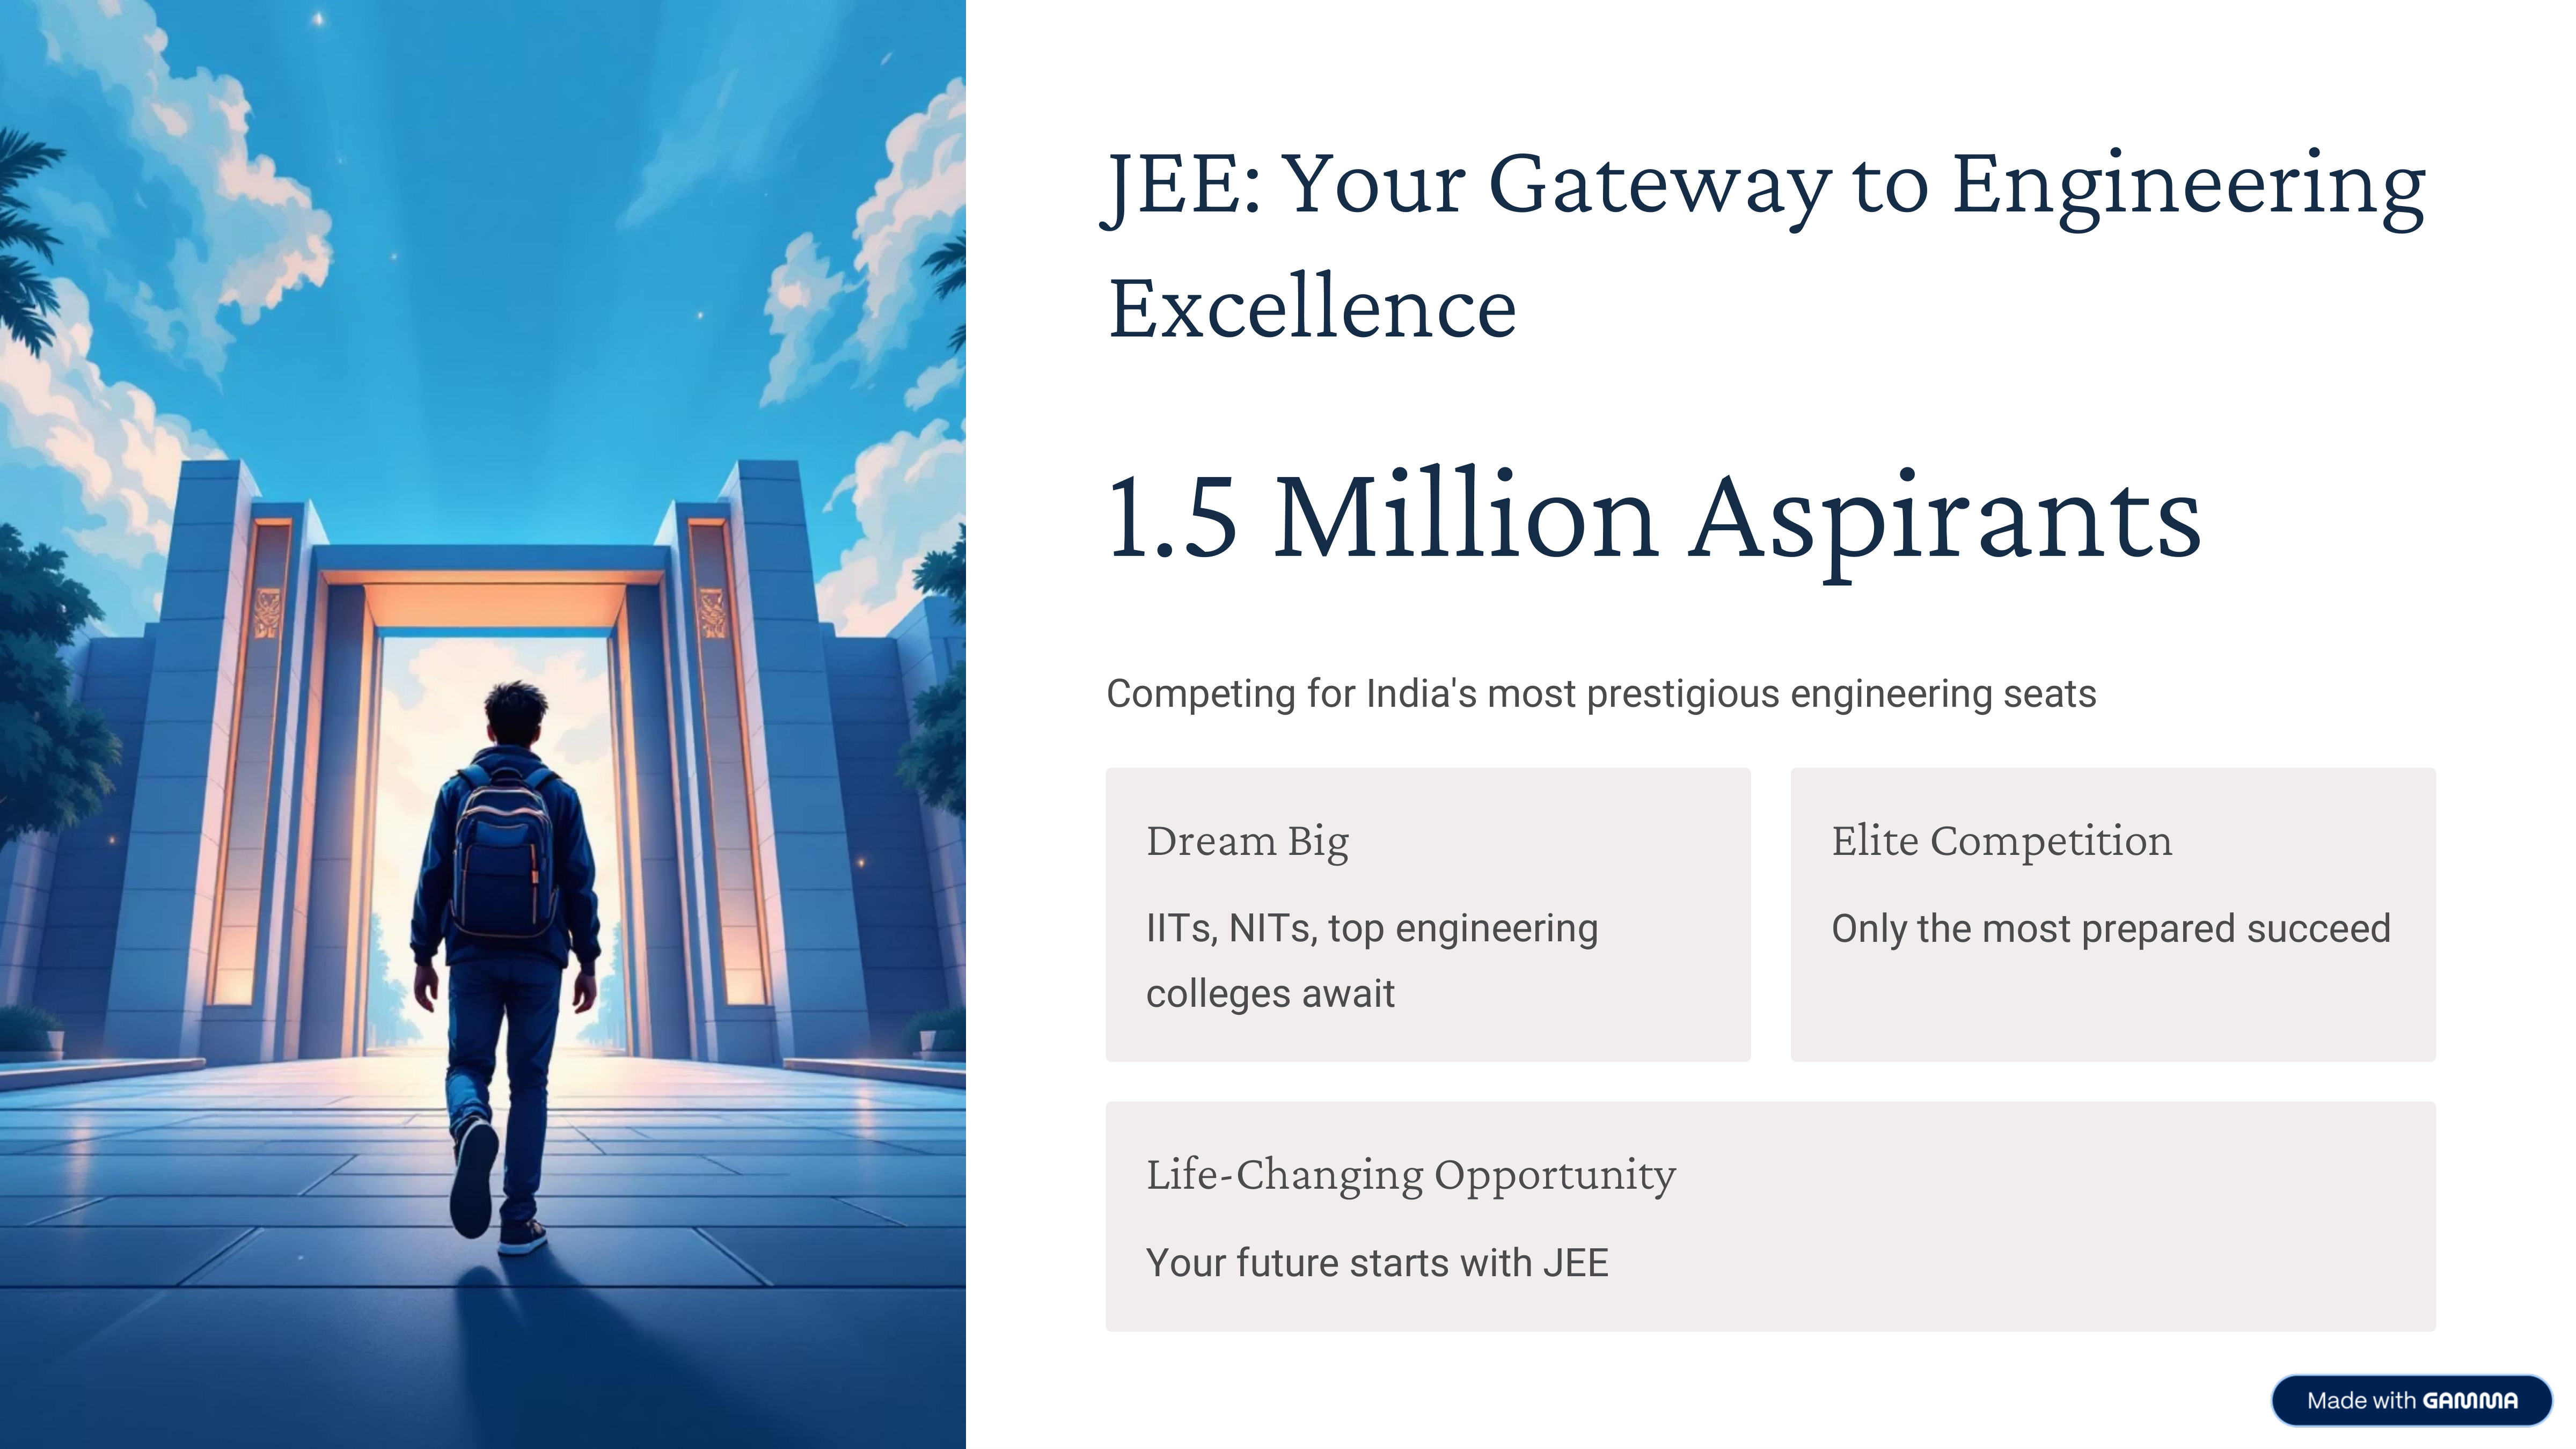 JEE: Your Gateway to Engineering
Excellence
1.5 Million Aspirants
Competing for India's most prestigious engineering seats
Dream Big
IITs, NITs, top engineering
colleges await
Elite Competition
Only the most prepared succeed
Life-Changing Opportunity
Your future starts with JEE
Made with GAMMA